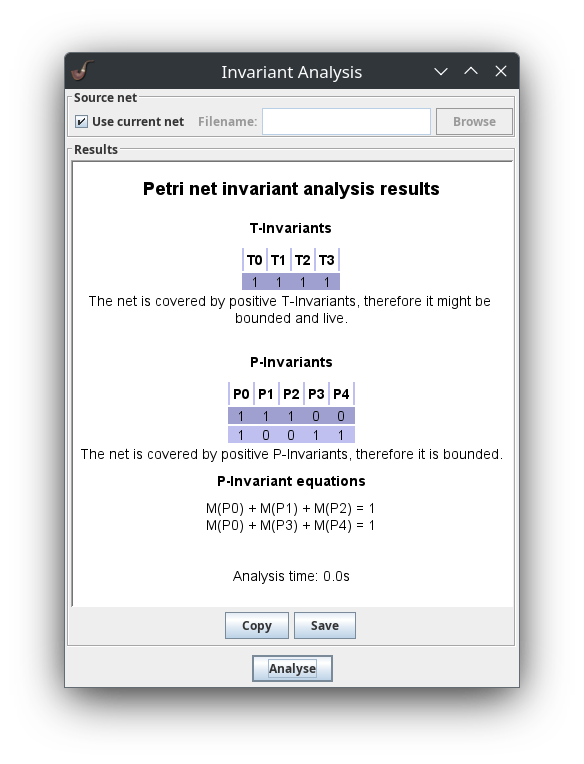 Invariant Analysis
Source net
Use current net Filename: Browse
Results
Petri net invariant analysis results
T-Invariants
T0 T1 T2 T3
1 1 1 1
The net is covered by positive T-Invariants, therefore it might be
bounded and live.
P-Invariants
P0 P1 P2 P3 P4
1 1 1 0 0
1 0 0 1 1
The net is covered by positive P-Invariants, therefore it is bounded.
P-Invariant equations
M(P0) + M(P1) + M(P2) = 1
M(P0) + M(P3) + M(P4) = 1
Analysis time: 0.0s
Copy Save
Analyse